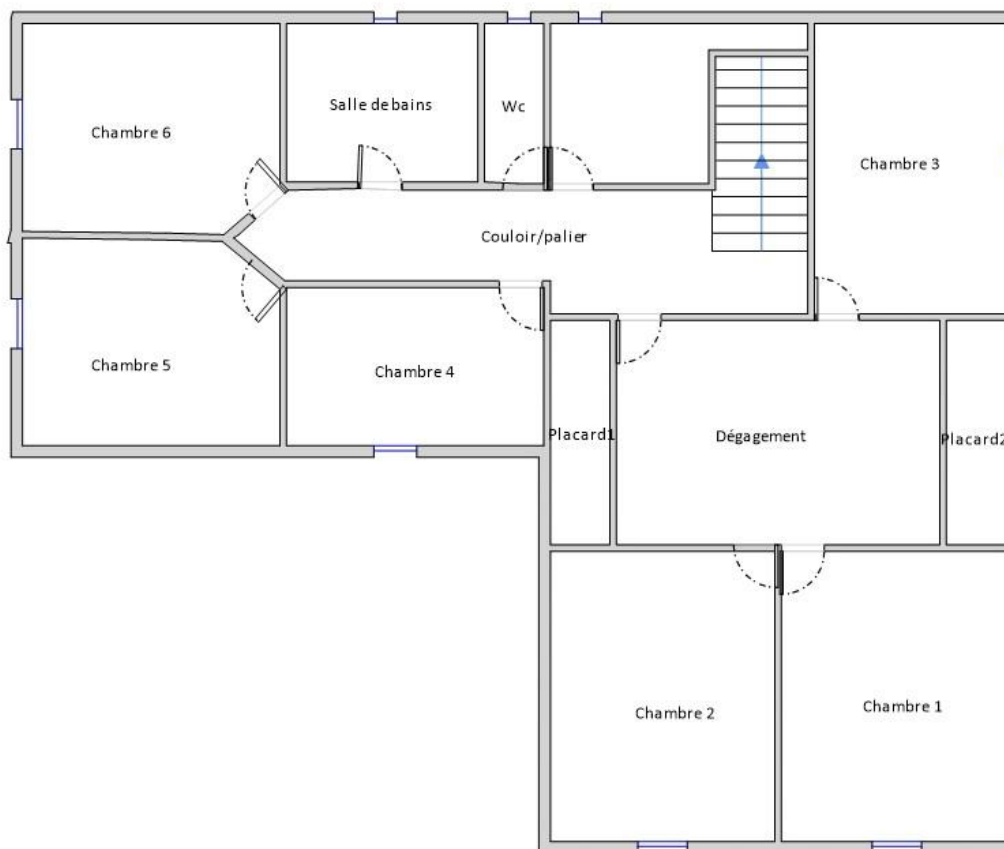 Salle de bains
Wc
Chambre 6
Chambre 3
Couloir/palier
Chambre 5
Chambre 4
Placard1
Dégagement
Placard2
Chambre 2
Chambre 1